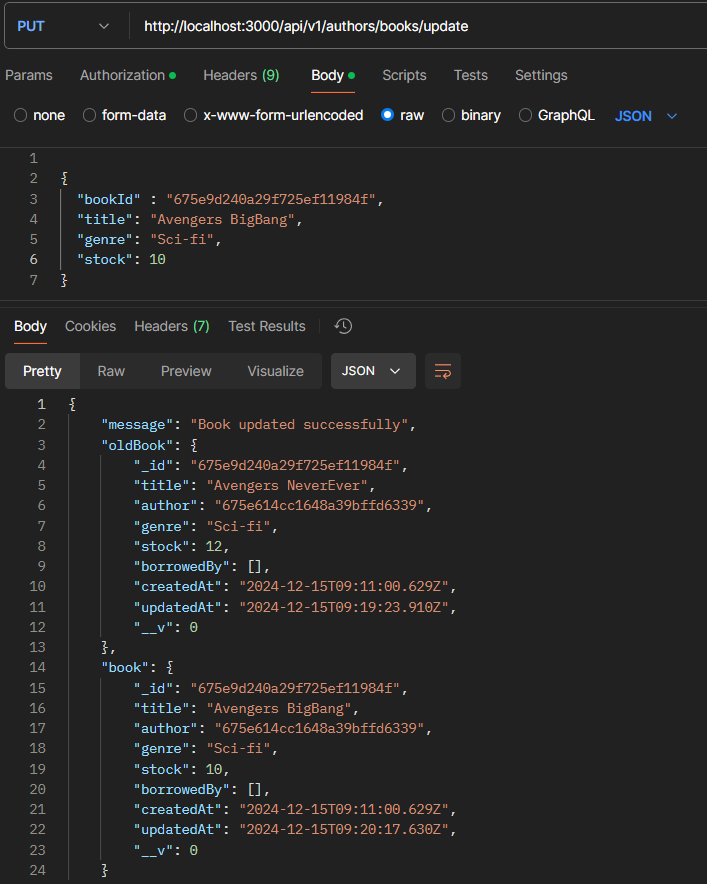 PUT http://localhost:3000/api/v1/authors/books/update
Params Authorization Headers (9) Body Scripts Tests Settings
none form-data x-www-form-urlencoded raw binary GraphQL JSON
1
2 {
3 "bookId" : "675e9d240a29f725ef11984f",
4 "title": "Avengers BigBang",
5 "genre": "Sci-fi",
6 "stock": 10
7 }
Body Cookies Headers (7) Test Results
Pretty Raw Preview Visualize JSON
1 {
2 "message": "Book updated successfully",
3 "oldBook": {
4 "_id": "675e9d240a29f725ef11984f",
5 "title": "Avengers NeverEver",
6 "author": "675e614cc1648a39bffd6339",
7 "genre": "Sci-fi",
8 "stock": 12,
9 "borrowedBy": [],
10 "createdAt": "2024-12-15T09:11:00.629Z",
11 "updatedAt": "2024-12-15T09:19:23.910Z",
12 "__v": 0
13 },
14 "book": {
15 "_id": "675e9d240a29f725ef11984f",
16 "title": "Avengers BigBang",
17 "author": "675e614cc1648a39bffd6339",
18 "genre": "Sci-fi",
19 "stock": 10,
20 "borrowedBy": [],
21 "createdAt": "2024-12-15T09:11:00.629Z",
22 "updatedAt": "2024-12-15T09:20:17.630Z",
23 "__v": 0
24 }